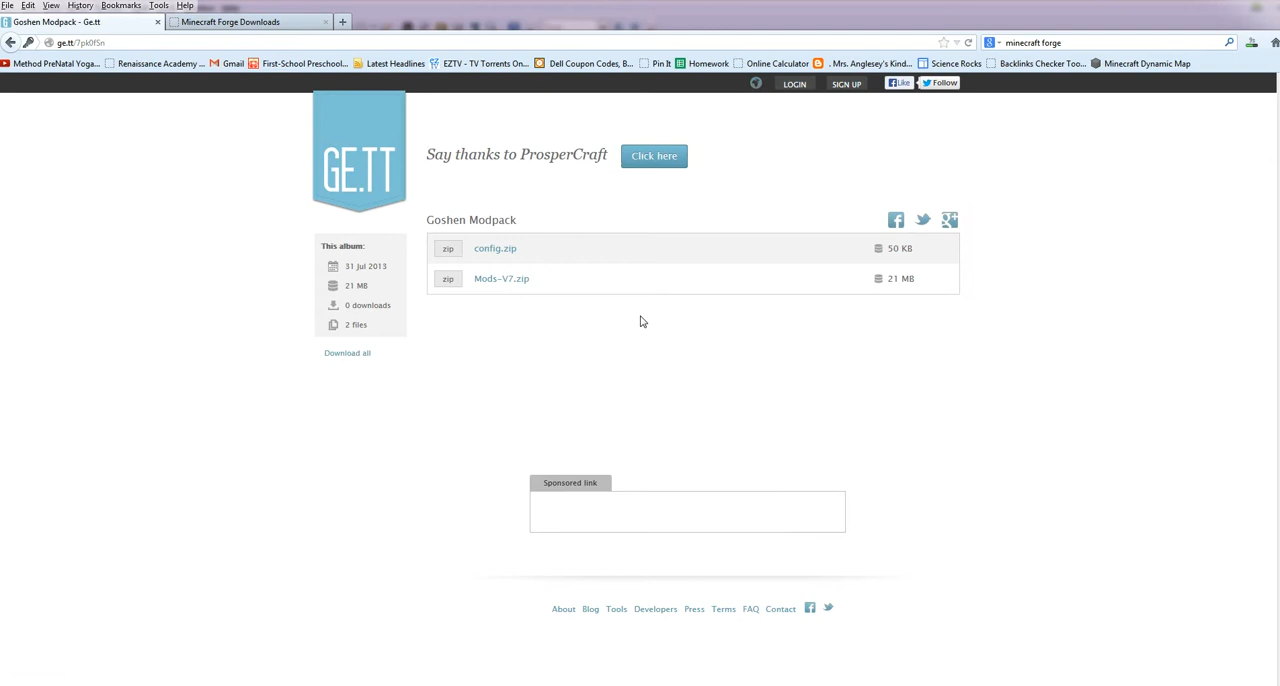 File Edit View History Bookmarks Tools Help
Goshen Modpack - Ge.tt × Minecraft Forge Downloads × +
ge.tt/7pk0fSn minecraft forge
Method PreNatal Yoga... Renaissance Academy ... Gmail First-School Preschool... Latest Headlines EZTV - TV Torrents On... Dell Coupon Codes, B... Pin It Homework Online Calculator . Mrs. Anglesey's Kind... Science Rocks Backlinks Checker Too... Minecraft Dynamic Map
LOGIN SIGN UP Like Follow
GE.TT
Say thanks to ProsperCraft Click here
Goshen Modpack
zip config.zip 50 KB
zip Mods-V7.zip 21 MB
This album:
31 Jul 2013
21 MB
0 downloads
2 files
Download all
Sponsored link
About Blog Tools Developers Press Terms FAQ Contact